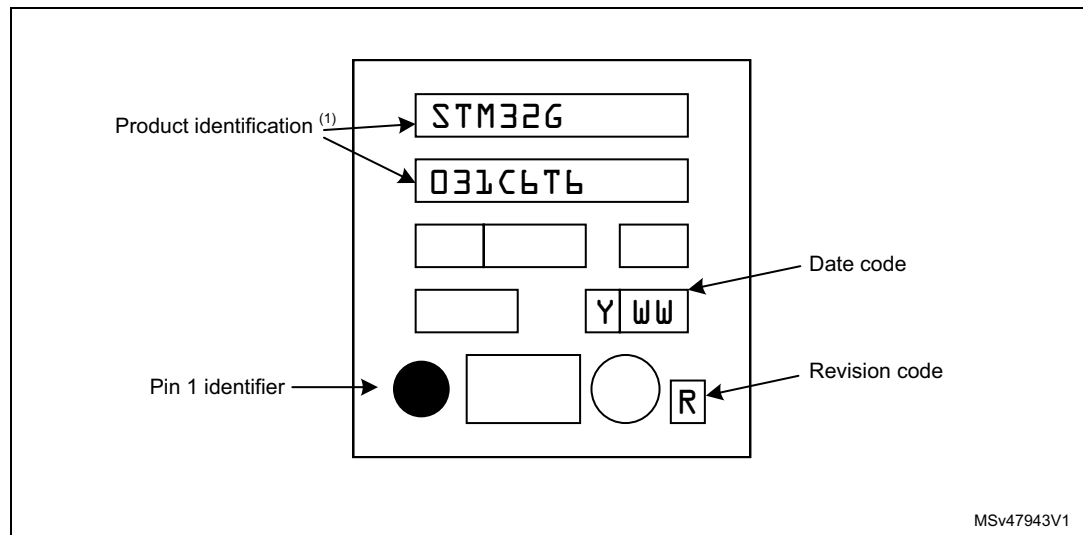 STM32G
Product identification (1)
031C6T6
Date code
Y WW
Pin 1 identifier
Revision code
R
MSv47943V1